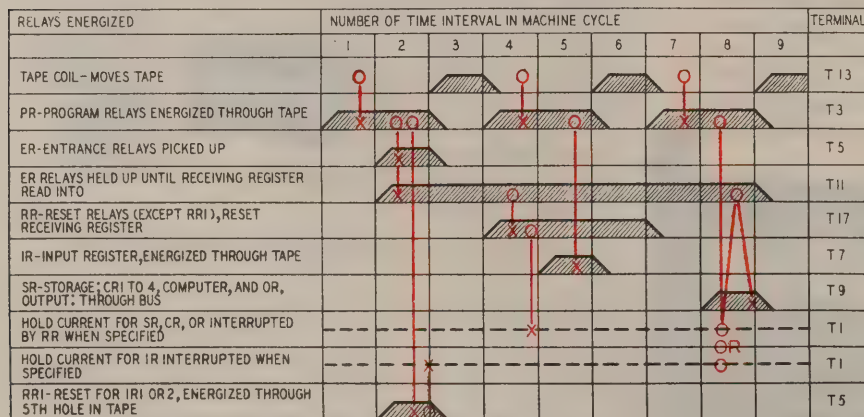 RELAYS ENERGIZED
NUMBER OF TIME INTERVAL IN MACHINE CYCLE
TERMINAL
1 2 3 4 5 6 7 8 9
TAPE COIL-MOVES TAPE
T 13
PR-PROGRAM RELAYS ENERGIZED THROUGH TAPE
T 3
ER-ENTRANCE RELAYS PICKED UP
T 5
ER RELAYS HELD UP UNTIL RECEIVING REGISTER
READ INTO
T11
RR-RESET RELAYS (EXCEPT RR1), RESET
RECEIVING REGISTER
T17
IR-INPUT REGISTER, ENERGIZED THROUGH TAPE
T 7
SR-STORAGE; CR1 TO 4, COMPUTER, AND OR,
OUTPUT: THROUGH BUS
T 9
HOLD CURRENT FOR SR, CR, OR INTERRUPTED
BY RR WHEN SPECIFIED
T 1
OR
HOLD CURRENT FOR IR INTERRUPTED WHEN
SPECIFIED
T 1
RR1-RESET FOR IR1 OR 2, ENERGIZED THROUGH
5TH HOLE IN TAPE
T 5